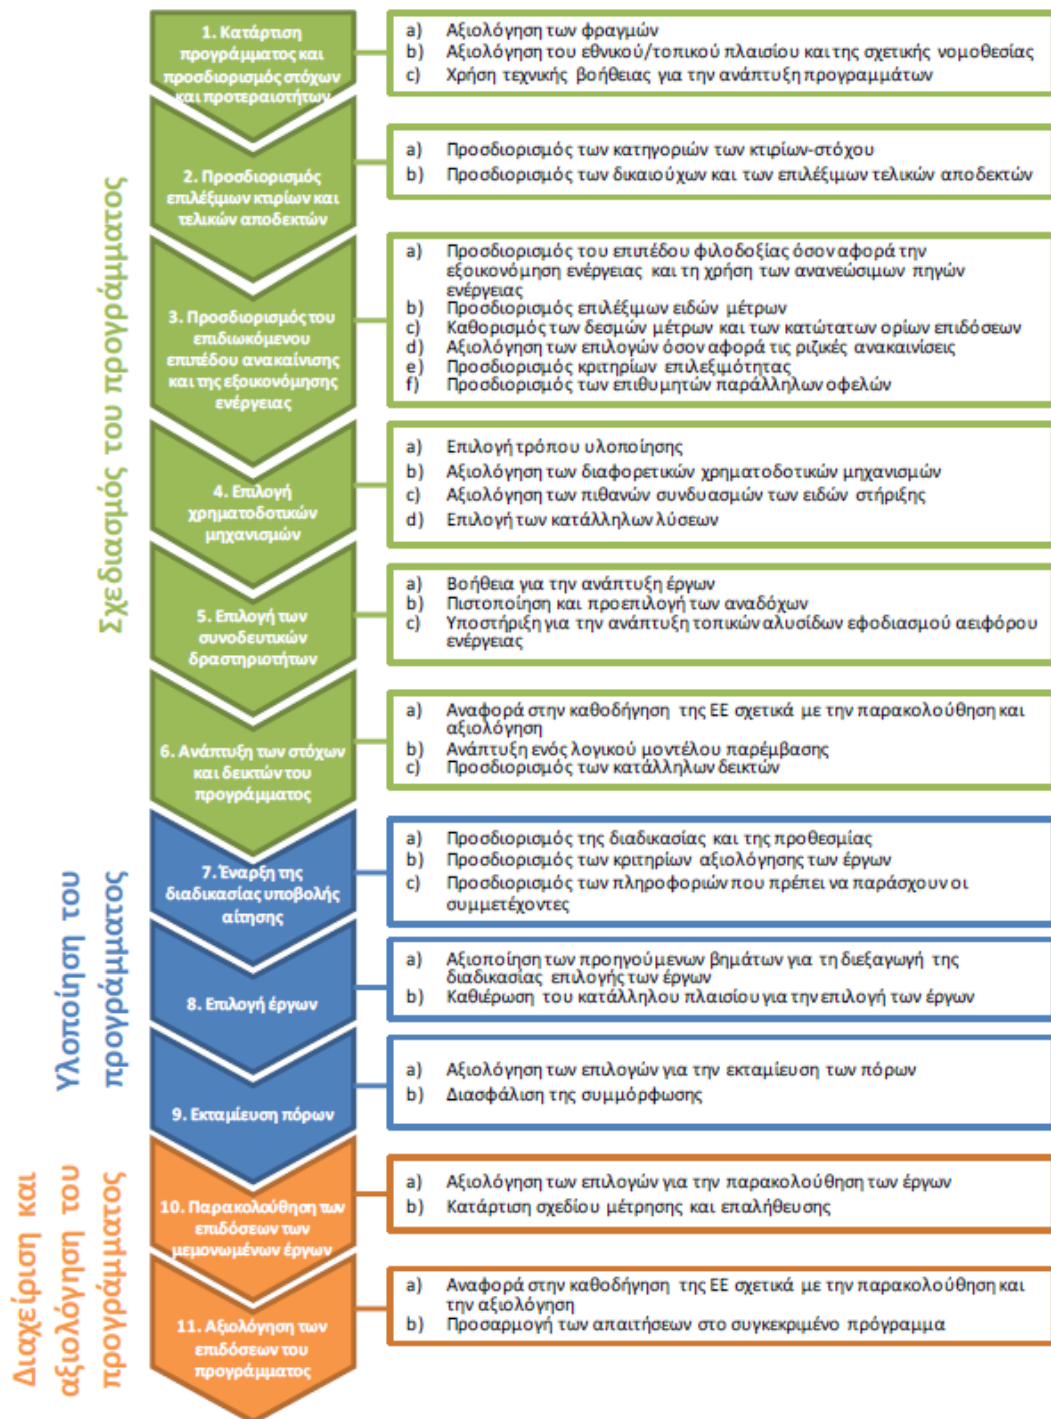 Σχεδιασμός του προγράμματος
1. Κατάρτιση
προγράμματος και
προσδιορισμός στόχων
και προτεραιοτήτων
a) Αξιολόγηση των φραγμών
b) Αξιολόγηση του εθνικού/τοπικού πλαισίου και της σχετικής νομοθεσίας
c) Χρήση τεχνικής βοήθειας για την ανάπτυξη προγραμμάτων
2. Προσδιορισμός
επιλέξιμων κτιρίων και
τελικών αποδεκτών
a) Προσδιορισμός των κατηγοριών των κτιρίων-στόχου
b) Προσδιορισμός των δικαιούχων και των επιλέξιμων τελικών αποδεκτών
3. Προσδιορισμός του
επιδιωκόμενου
επιπέδου ανακαίνισης
και της εξοικονόμησης
ενέργειας
a) Προσδιορισμός του επιπέδου φιλοδοξίας όσον αφορά την
εξοικονόμηση ενέργειας και τη χρήση των ανανεώσιμων πηγών
ενέργειας
b) Προσδιορισμός επιλέξιμων ειδών μέτρων
c) Καθορισμός των δεσμών μέτρων και των κατώτατων ορίων επιδόσεων
d) Αξιολόγηση των επιλογών όσον αφορά τις ριζικές ανακαινίσεις
e) Προσδιορισμός κριτηρίων επιλεξιμότητας
f) Προσδιορισμός των επιθυμητών παράλληλων οφελών
4. Επιλογή
χρηματοδοτικών
μηχανισμών
a) Επιλογή τρόπου υλοποίησης
b) Αξιολόγηση των διαφορετικών χρηματοδοτικών μηχανισμών
c) Αξιολόγηση των πιθανών συνδυασμών των ειδών στήριξης
d) Επιλογή των κατάλληλων λύσεων
5. Επιλογή των
συνοδευτικών
δραστηριοτήτων
a) Βοήθεια για την ανάπτυξη έργων
b) Πιστοποίηση και προεπιλογή των αναδόχων
c) Υποστήριξη για την ανάπτυξη τοπικών αλυσίδων εφοδιασμού αειφόρου
ενέργειας
6. Ανάπτυξη των στόχων
και δεικτών του
προγράμματος
a) Αναφορά στην καθοδήγηση της ΕΕ σχετικά με την παρακολούθηση και
αξιολόγηση
b) Ανάπτυξη ενός λογικού μοντέλου παρέμβασης
c) Προσδιορισμός των κατάλληλων δεικτών
Υλοποίηση του
προγράμματος
7. Έναρξη της
διαδικασίας υποβολής
αίτησης
a) Προσδιορισμός της διαδικασίας και της προθεσμίας
b) Προσδιορισμός των κριτηρίων αξιολόγησης των έργων
c) Προσδιορισμός των πληροφοριών που πρέπει να παράσχουν οι
συμμετέχοντες
8. Επιλογή έργων
a) Αξιοποίηση των προηγούμενων βημάτων για τη διεξαγωγή της
διαδικασίας επιλογής των έργων
b) Καθιέρωση του κατάλληλου πλαισίου για την επιλογή των έργων
9. Εκταμίευση πόρων
a) Αξιολόγηση των επιλογών για την εκταμίευση των πόρων
b) Διασφάλιση της συμμόρφωσης
Διαχείριση και
αξιολόγηση του
προγράμματος
10. Παρακολούθηση των
επιδόσεων των
μεμονωμένων έργων
a) Αξιολόγηση των επιλογών για την παρακολούθηση των έργων
b) Κατάρτιση σχεδίου μέτρησης και επαλήθευσης
11. Αξιολόγηση των
επιδόσεων του
προγράμματος
a) Αναφορά στην καθοδήγηση της ΕΕ σχετικά με την παρακολούθηση και
την αξιολόγηση
b) Προσαρμογή των απαιτήσεων στο συγκεκριμένο πρόγραμμα